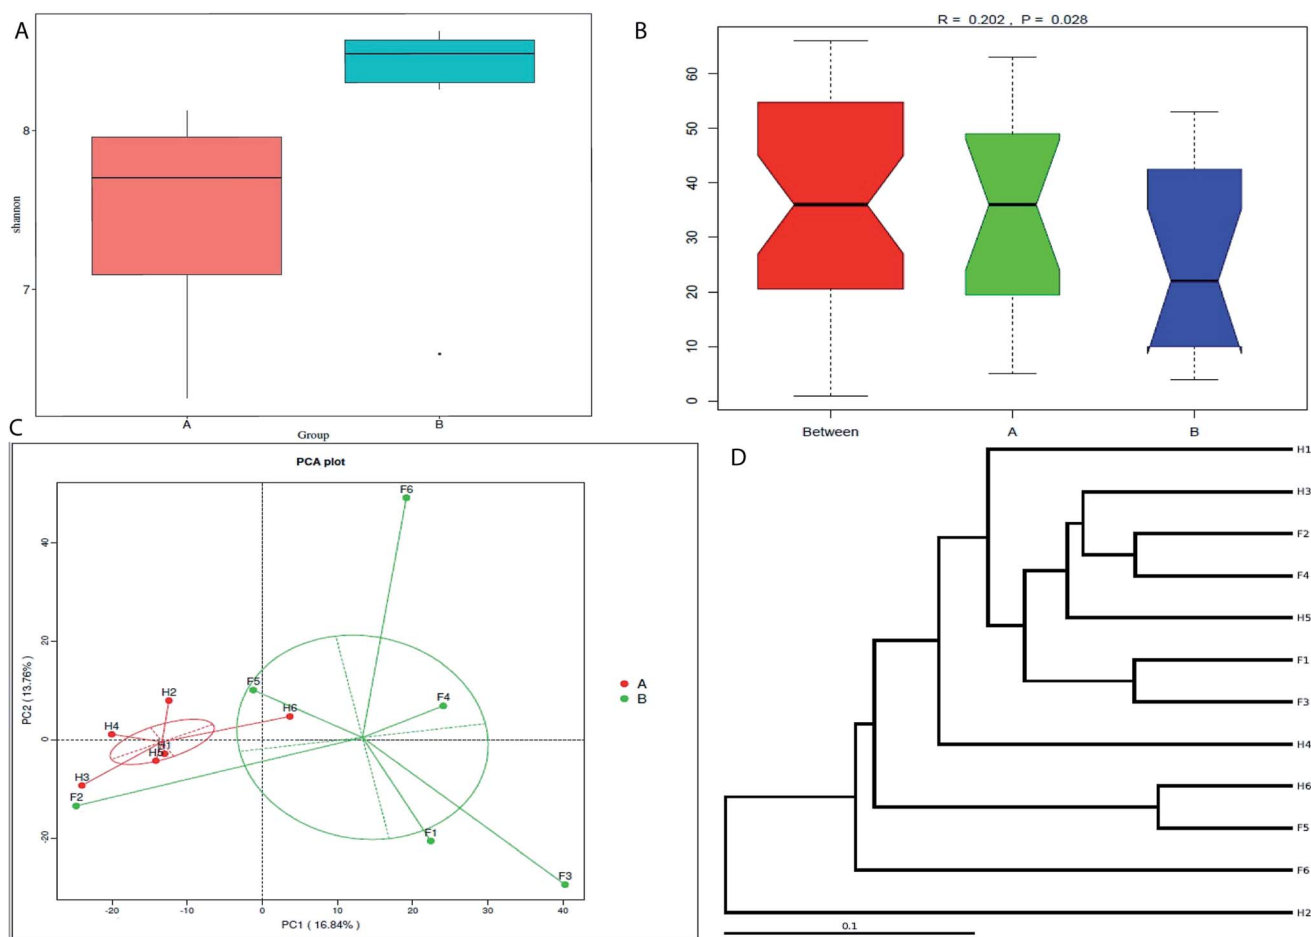 A
8
7
shannon
A
B
Group
B
R = 0.202 , P = 0.028
60
50
40
30
20
10
0
Between
A
B
C
PCA plot
PC2 ( 13.76% )
40
20
0
-20
F6
F5
F4
H2
H6
H4
H1
H5
H3
F2
F1
F3
-20
-10
0
10
20
30
40
PC1 ( 16.84% )
A
B
D
H1
H3
F2
F4
H5
F1
F3
H4
H6
F5
F6
H2
0.1